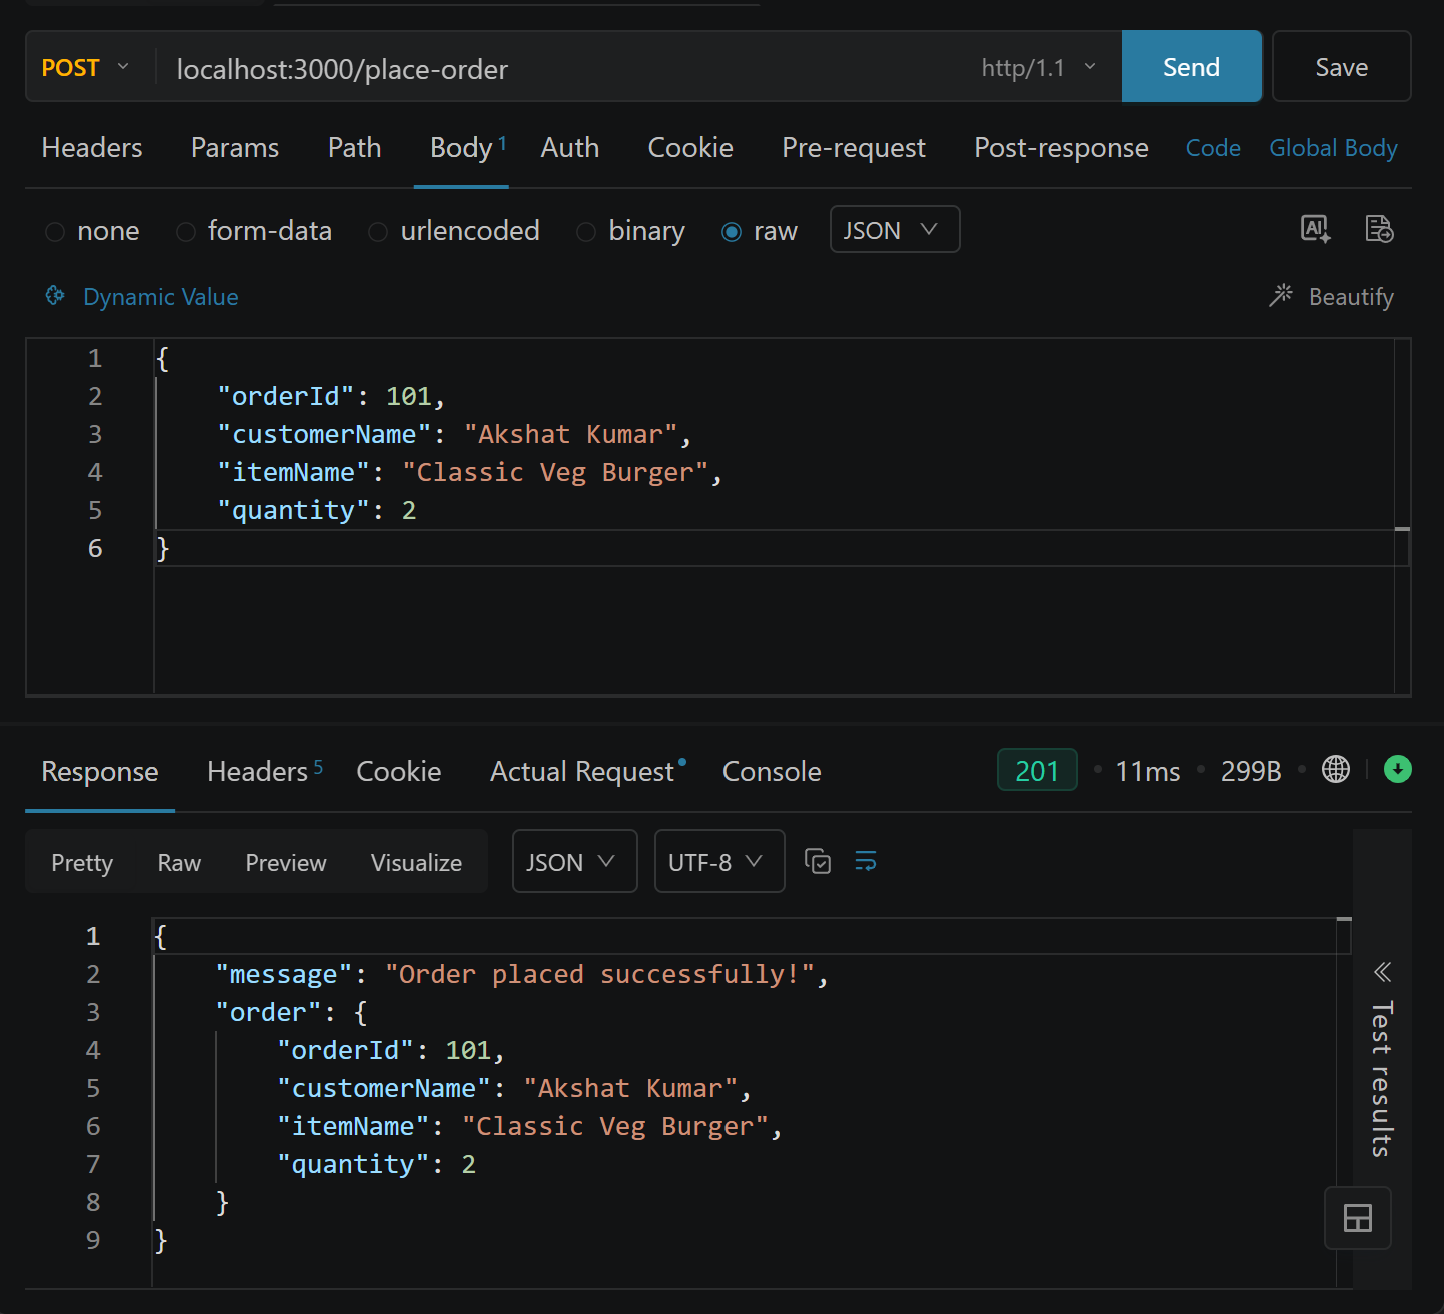 POST localhost:3000/place-order http/1.1 Send Save
Headers Params Path Body 1 Auth Cookie Pre-request Post-response Code Global Body
none form-data urlencoded binary raw JSON AI
Dynamic Value Beautify
1 {
2 "orderId": 101,
3 "customerName": "Akshat Kumar",
4 "itemName": "Classic Veg Burger",
5 "quantity": 2
6 }
Response Headers 5 Cookie Actual Request Console 201 • 11ms • 299B •
Pretty Raw Preview Visualize JSON UTF-8
1 {
2 "message": "Order placed successfully!",
3 "order": {
4 "orderId": 101,
5 "customerName": "Akshat Kumar",
6 "itemName": "Classic Veg Burger",
7 "quantity": 2
8 }
9 }
Test results